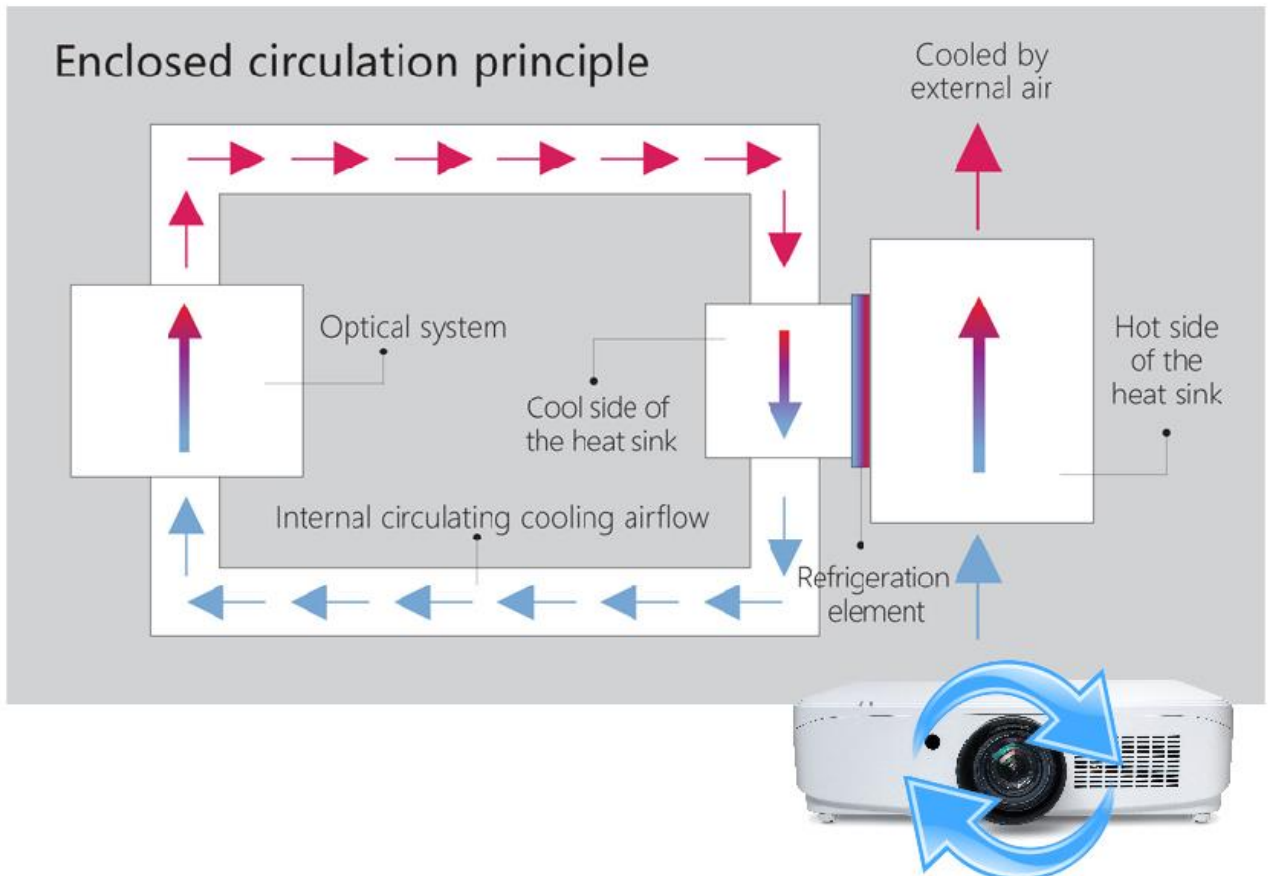 Enclosed circulation principle
Cooled by
external air
Optical system
Cool side of
the heat sink
Hot side
of the
heat sink
Internal circulating cooling airflow
Refrigeration
element